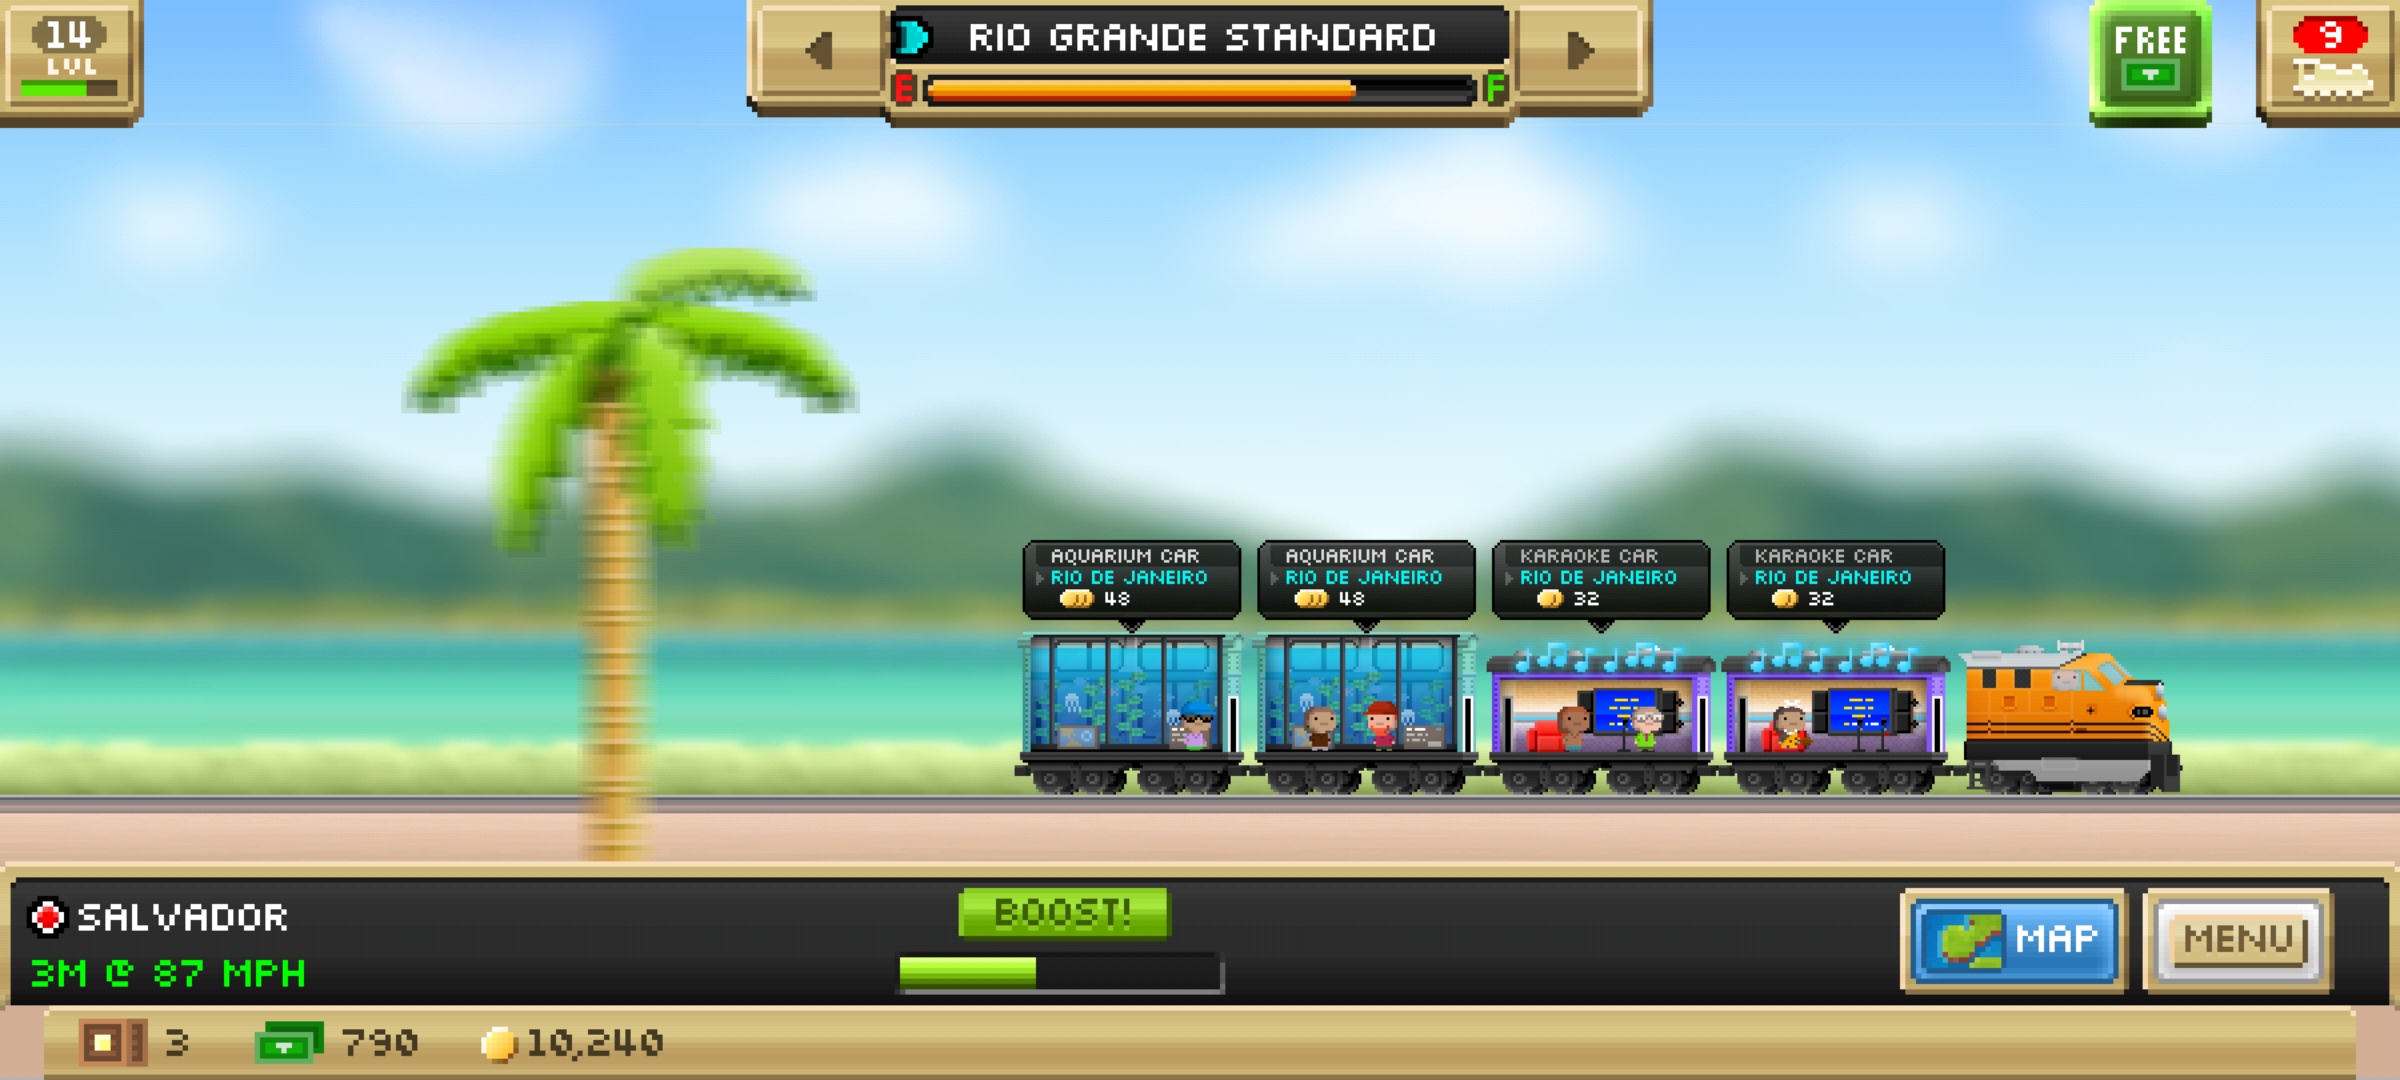 14
LVL
RIO GRANDE STANDARD
E F
FREE
9
AQUARIUM CAR
RIO DE JANEIRO
48
AQUARIUM CAR
RIO DE JANEIRO
48
KARAOKE CAR
RIO DE JANEIRO
32
KARAOKE CAR
RIO DE JANEIRO
32
SALVADOR
3M @ 87 MPH
BOOST!
MAP
MENU
3
790
10,240